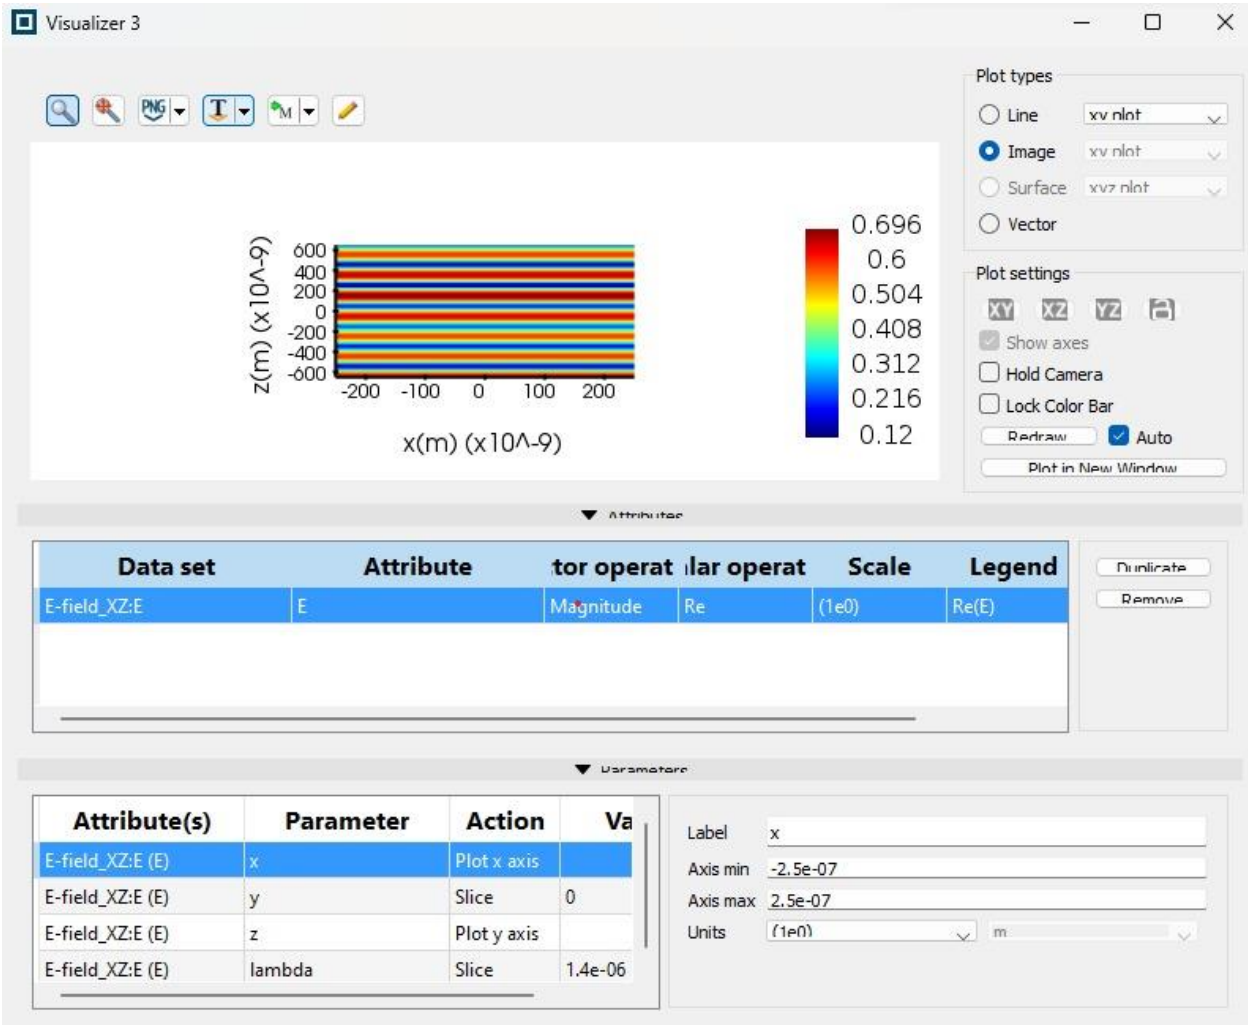 Visualizer 3
Plot types
PNG T M
Line xy plot
Image xy plot
Surface xyz plot
Vector
Plot settings
XY XZ YZ
Show axes
Hold Camera
Lock Color Bar
Redraw Auto
Plot in New Window
z(m) (x10^-9)
600
400
200
0
-200
-400
-600
-200 -100 0 100 200
x(m) (x10^-9)
0.696
0.6
0.504
0.408
0.312
0.216
0.12
Attributes
Data set Attribute tor operat lar operat Scale Legend
E-field_XZ:E E Magnitude Re (1e0) Re(E)
Duplicate
Remove
Parameters
Attribute(s) Parameter Action Va
E-field_XZ:E (E) x Plot x axis
E-field_XZ:E (E) y Slice 0
E-field_XZ:E (E) z Plot y axis
E-field_XZ:E (E) lambda Slice 1.4e-06
Label x
Axis min -2.5e-07
Axis max 2.5e-07
Units (1e0) m